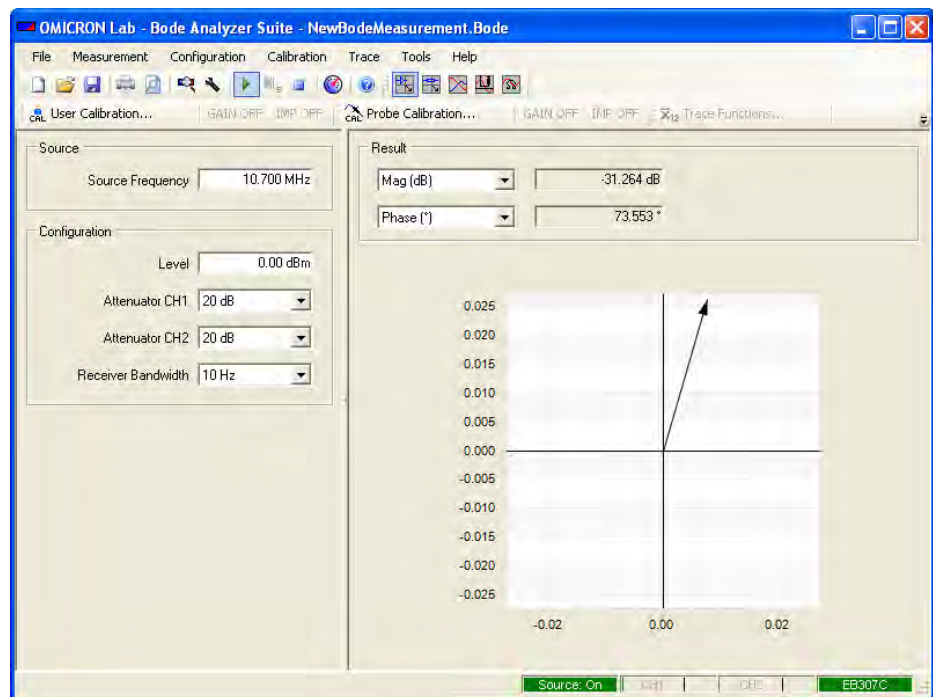 OMICRON Lab - Bode Analyzer Suite - NewBodeMeasurement.Bode
File Measurement Configuration Calibration Trace Tools Help
CAL User Calibration... GAIN OFF IMP OFF CAL Probe Calibration... GAIN OFF IMP OFF X12 Trace Functions...
Source
Source Frequency 10.700 MHz
Configuration
Level 0.00 dBm
Attenuator CH1 20 dB
Attenuator CH2 20 dB
Receiver Bandwidth 10 Hz
Result
Mag (dB) -31.264 dB
Phase (°) 73.553 °
0.025
0.020
0.015
0.010
0.005
0.000
-0.005
-0.010
-0.015
-0.020
-0.025
-0.02 0.00 0.02
Source: On CH1 CH2 EB307C